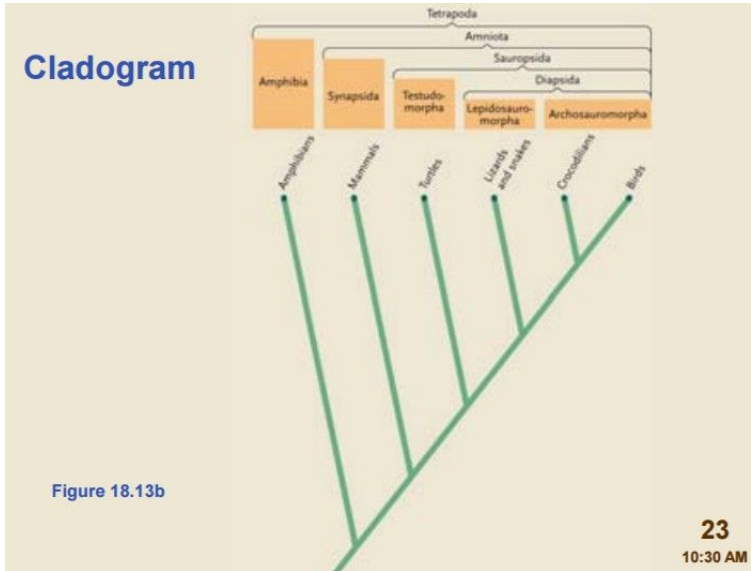 Cladogram
Tetrapoda
Amniota
Sauropsida
Diapsida
Amphibia
Synapsida
Testudo-
morpha
Lepidosauro-
morpha
Archosauromorpha
Amphibians
Mammals
Turtles
Lizards
and snakes
Crocodilians
Birds
Figure 18.13b
23
10:30 AM